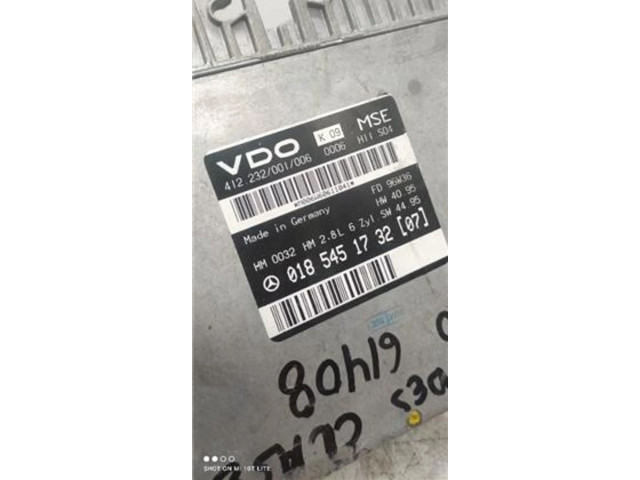 VDO K 09 MSE
412.232/001/006 0006 H11 S04
Made in Germany FD 96W36
HW 40 95
HM 0032 HM 2.8L 6 Zyl SW 44 95
018 545 17 32 [07]
61408
SHOT ON MI 10T LITE